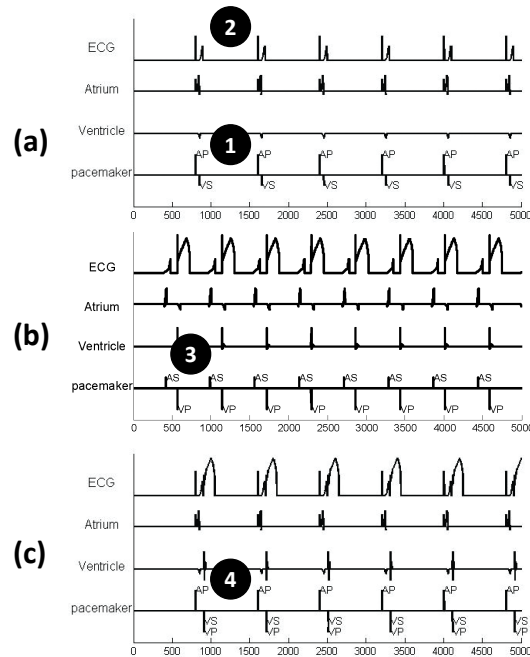 2
ECG
Atrium
(a)
Ventricle
1
AP AP AP AP AP AP
pacemaker
VS VS VS VS VS VS
0 500 1000 1500 2000 2500 3000 3500 4000 4500 5000
ECG
Atrium
(b)
Ventricle
3
AS AS AS AS AS AS AS AS
pacemaker
VP VP VP VP VP VP VP VP
0 500 1000 1500 2000 2500 3000 3500 4000 4500 5000
ECG
Atrium
(c)
Ventricle
4
AP AP AP AP AP AP
pacemaker
VS VS VS VS VS VS
VP VP VP VP VP VP
0 500 1000 1500 2000 2500 3000 3500 4000 4500 5000